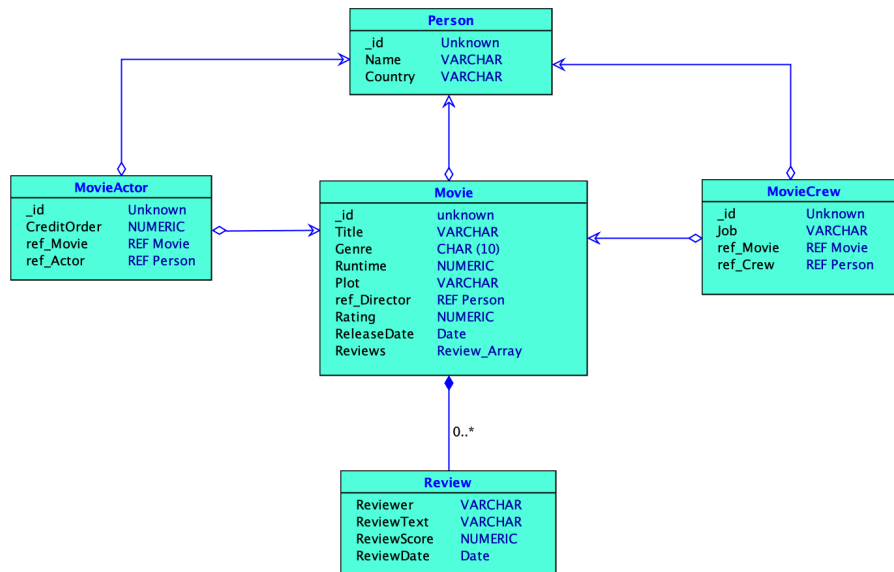 Person
_id Unknown
Name VARCHAR
Country VARCHAR
MovieActor
_id Unknown
CreditOrder NUMERIC
ref_Movie REF Movie
ref_Actor REF Person
Movie
_id unknown
Title VARCHAR
Genre CHAR (10)
Runtime NUMERIC
Plot VARCHAR
ref_Director REF Person
Rating NUMERIC
ReleaseDate Date
Reviews Review_Array
MovieCrew
_id Unknown
Job VARCHAR
ref_Movie REF Movie
ref_Crew REF Person
0..*
Review
Reviewer VARCHAR
ReviewText VARCHAR
ReviewScore NUMERIC
ReviewDate Date